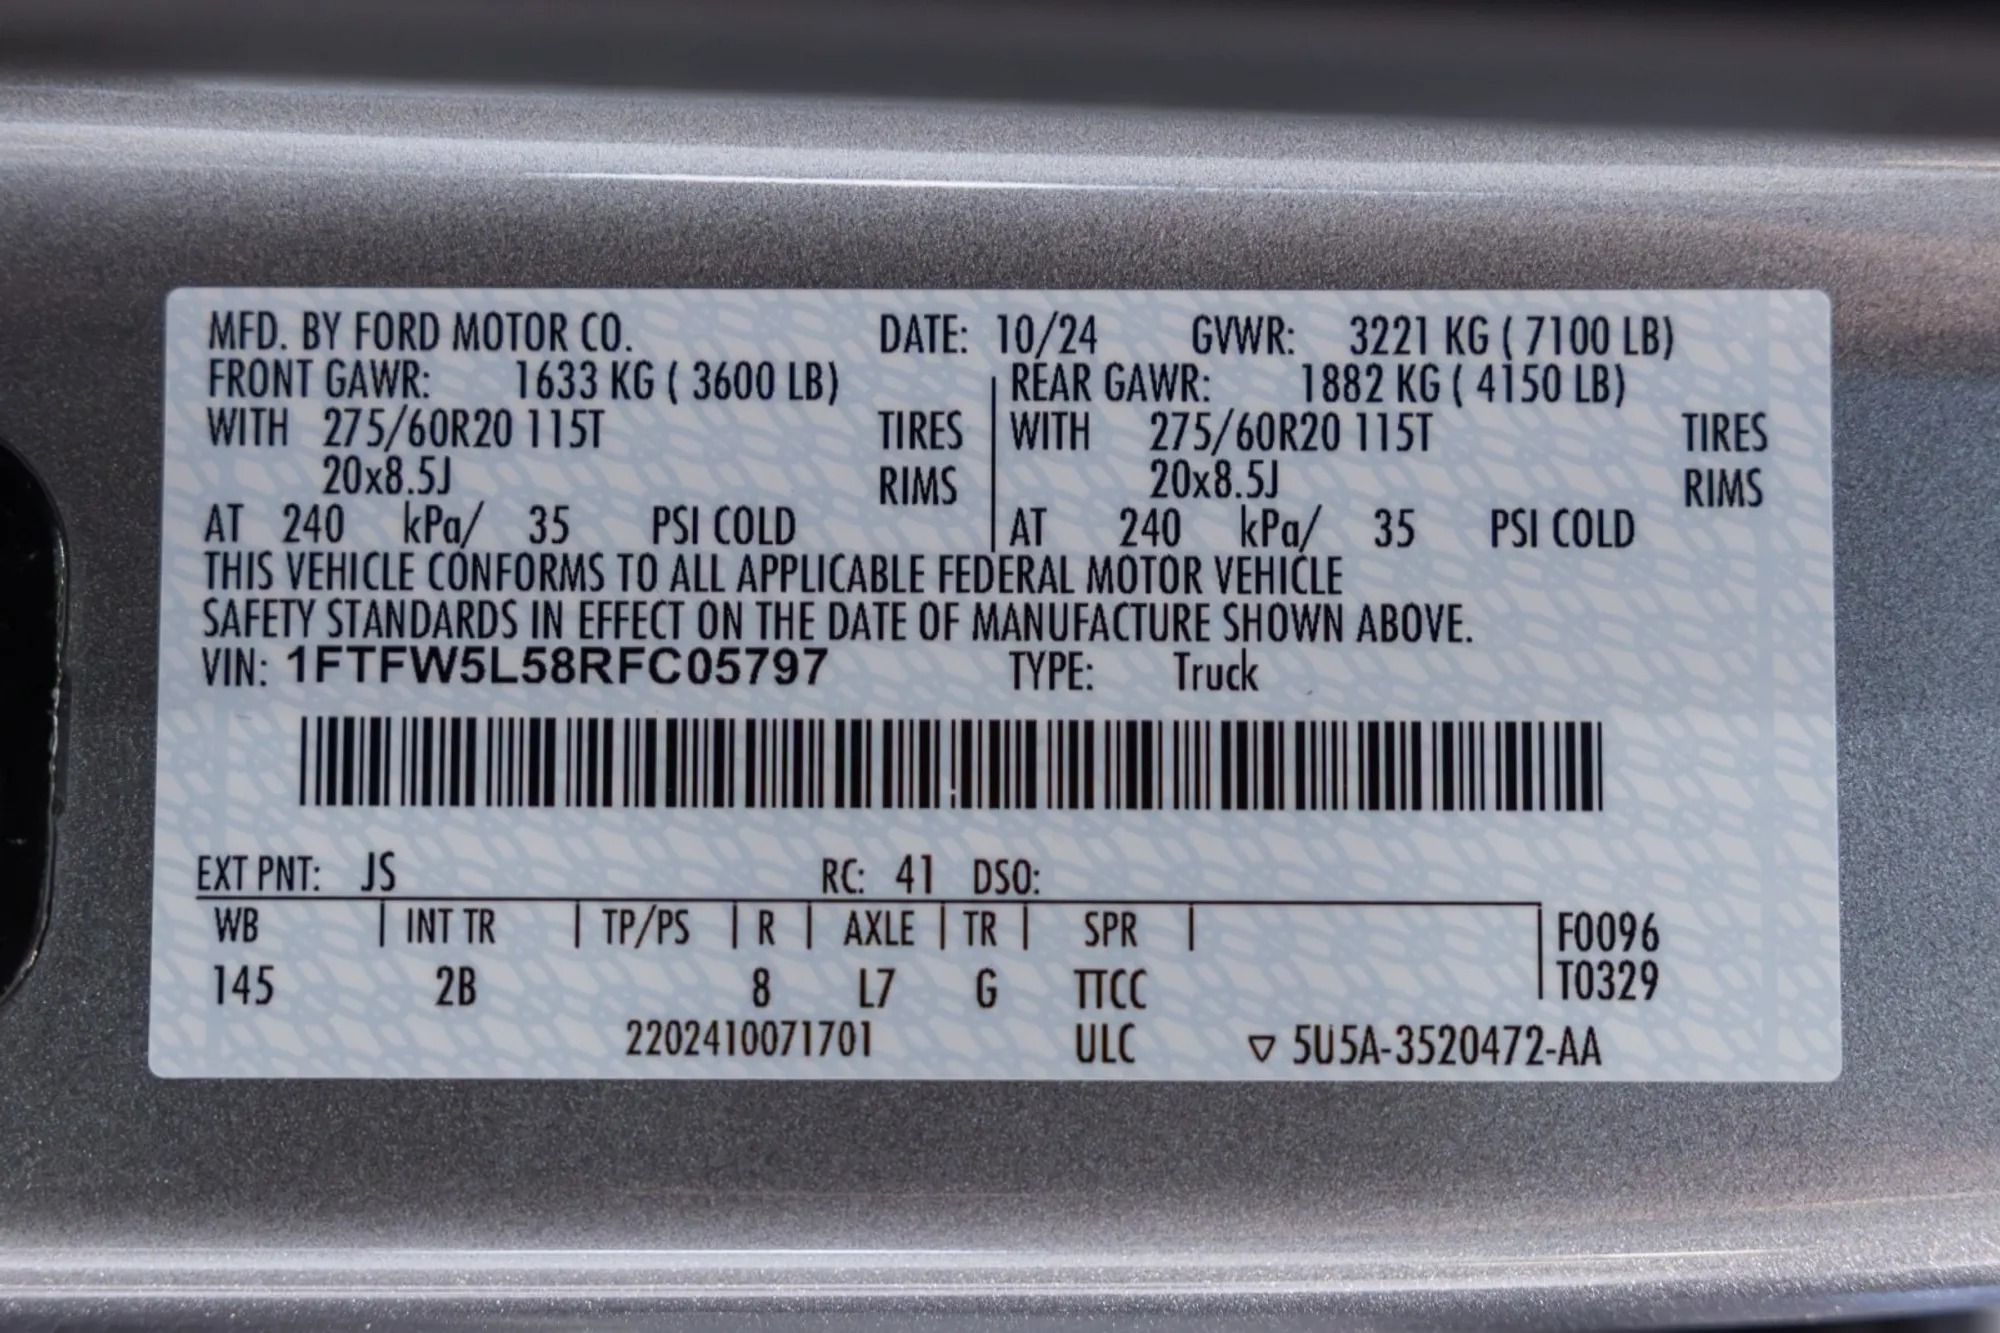 MFD. BY FORD MOTOR CO. DATE: 10/24 GVWR: 3221 KG ( 7100 LB)
FRONT GAWR: 1633 KG ( 3600 LB) REAR GAWR: 1882 KG ( 4150 LB)
WITH 275/60R20 115T TIRES WITH 275/60R20 115T TIRES
20x8.5J RIMS 20x8.5J RIMS
AT 240 kPa/ 35 PSI COLD AT 240 kPa/ 35 PSI COLD
THIS VEHICLE CONFORMS TO ALL APPLICABLE FEDERAL MOTOR VEHICLE
SAFETY STANDARDS IN EFFECT ON THE DATE OF MANUFACTURE SHOWN ABOVE.
VIN: 1FTFW5L58RFC05797 TYPE: Truck
EXT PNT: JS RC: 41 DSO:
WB | INT TR | TP/PS | R | AXLE | TR | SPR | F0096
145 2B 8 L7 G TTCC T0329
2202410071701 ULC ▽ 5U5A-3520472-AA